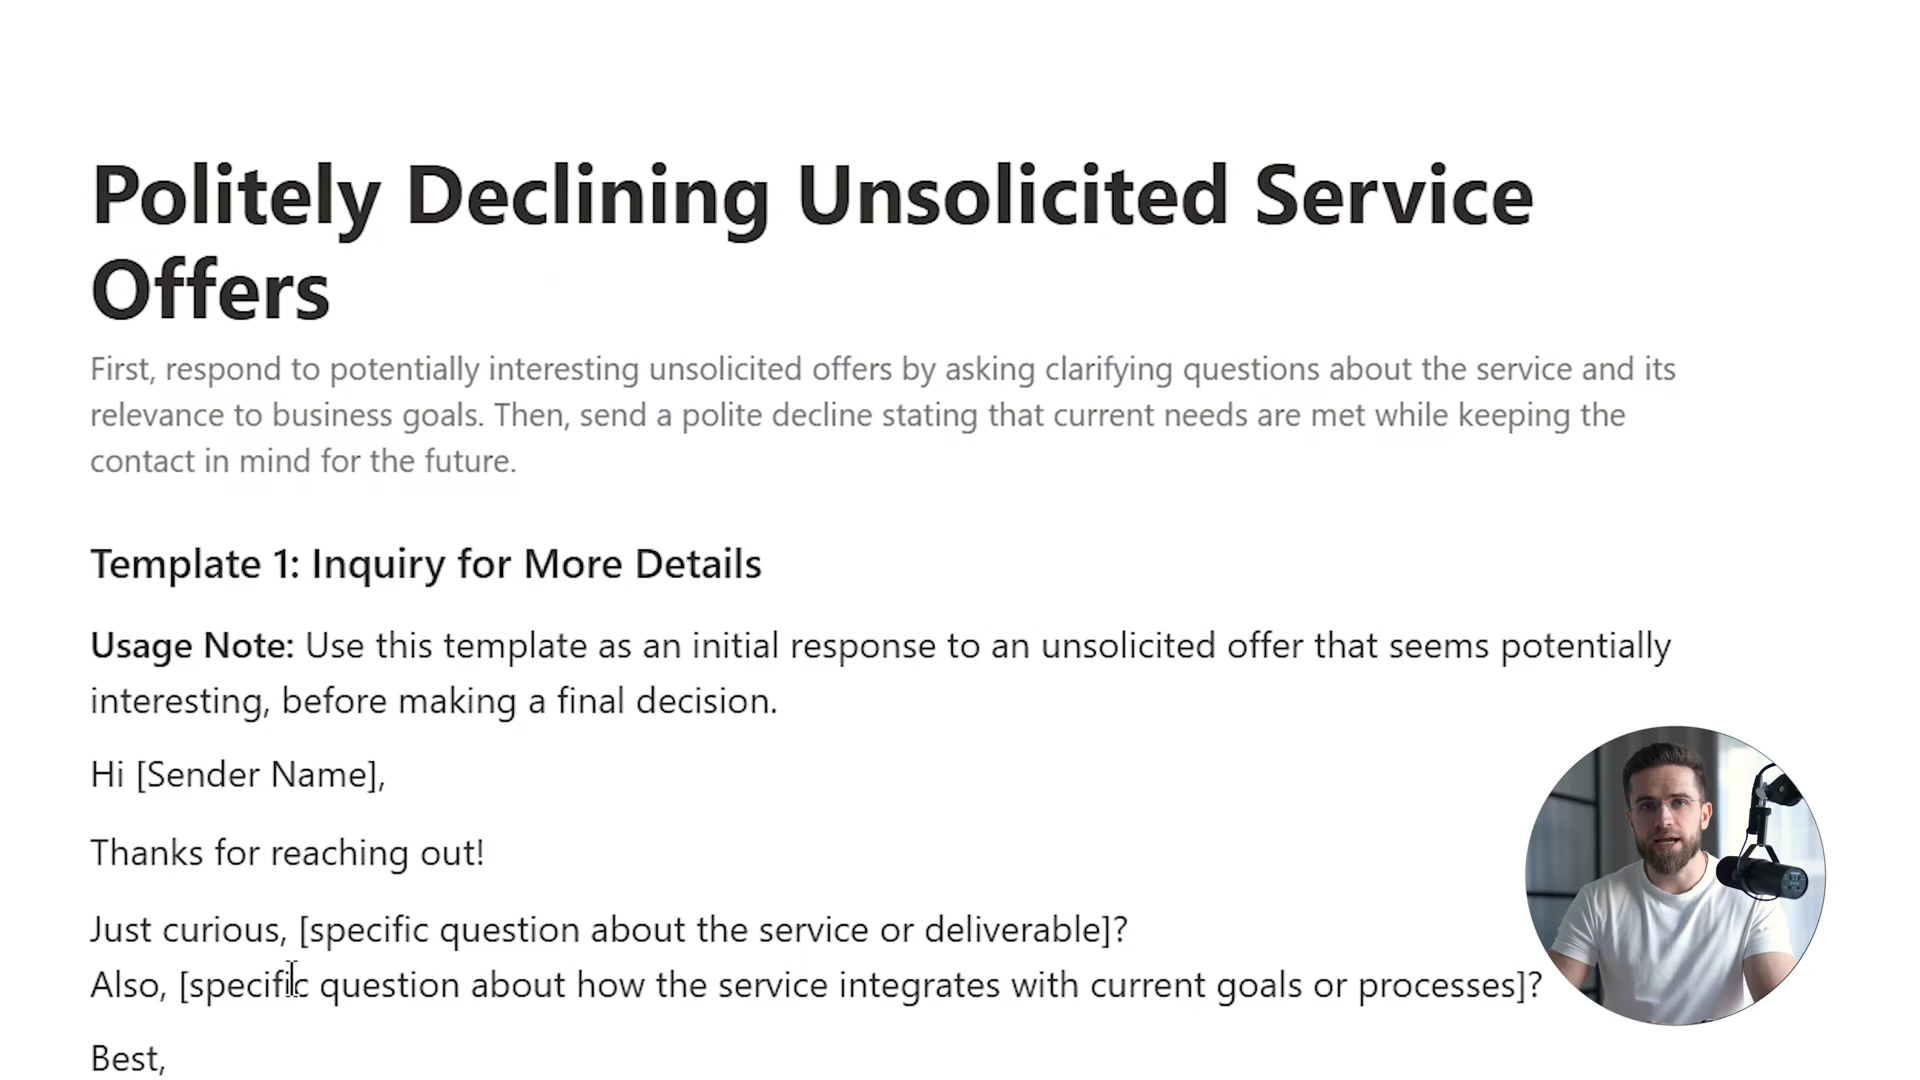 Politely Declining Unsolicited Service
Offers
First, respond to potentially interesting unsolicited offers by asking clarifying questions about the service and its
relevance to business goals. Then, send a polite decline stating that current needs are met while keeping the
contact in mind for the future.
Template 1: Inquiry for More Details
Usage Note: Use this template as an initial response to an unsolicited offer that seems potentially
interesting, before making a final decision.
Hi [Sender Name],
Thanks for reaching out!
Just curious, [specific question about the service or deliverable]?
Also, [specific question about how the service integrates with current goals or processes]?
Best,